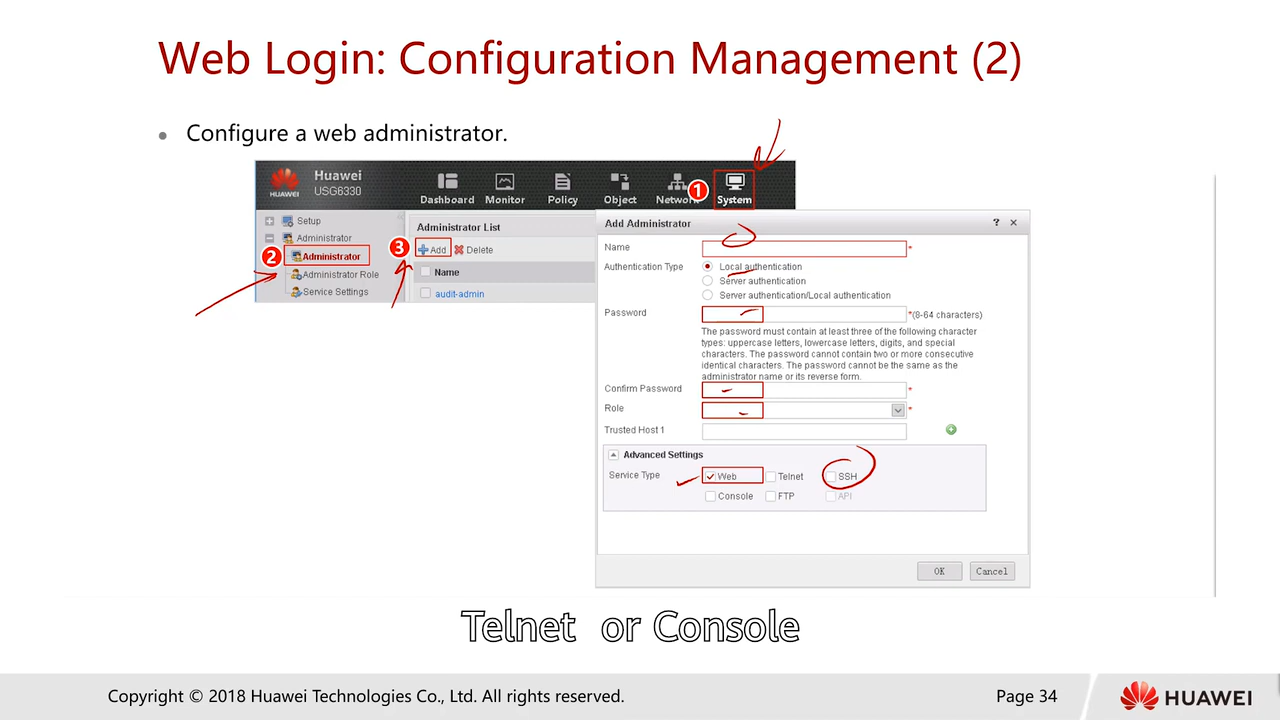 Web Login: Configuration Management (2)
Configure a web administrator.
HUAWEI
Huawei
USG6330
Dashboard Monitor Policy Object Network 1 System
Setup
Administrator
2 Administrator
Administrator Role
Service Settings
Administrator List
3 Add Delete
Name
audit-admin
Add Administrator ?
Name *
Authentication Type Local authentication
Server authentication
Server authentication/Local authentication
Password *(8-64 characters)
The password must contain at least three of the following character
types: uppercase letters, lowercase letters, digits, and special
characters. The password cannot contain two or more consecutive
identical characters. The password cannot be the same as the
administrator name or its reverse form.
Confirm Password *
Role *
Trusted Host 1
Advanced Settings
Service Type Web Telnet SSH
Console FTP API
OK Cancel
Telnet or Console
Copyright © 2018 Huawei Technologies Co., Ltd. All rights reserved. Page 34 HUAWEI